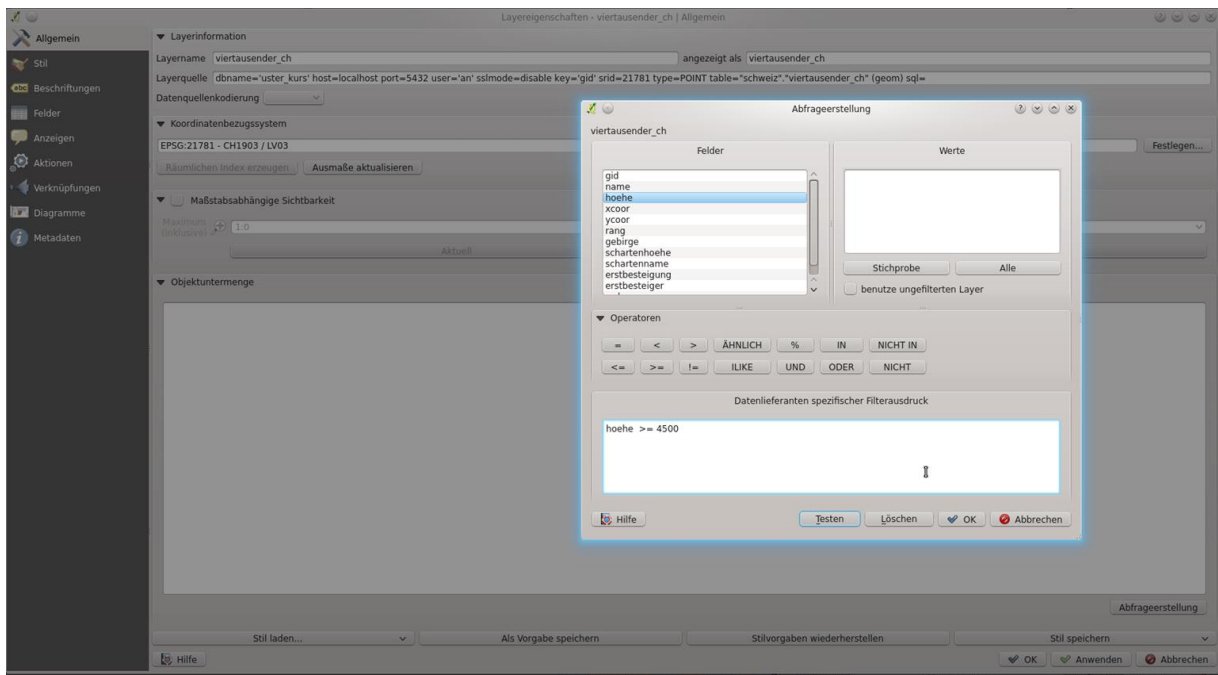 Layereigenschaften - viertausender_ch | Allgemein
Allgemein
Stil
Beschriftungen
Felder
Anzeigen
Aktionen
Verknüpfungen
Diagramme
Metadaten
Layerinformation
Layername viertausender_ch angezeigt als viertausender_ch
Layerquelle dbname='uster_kurs' host=localhost port=5432 user='an' sslmode=disable key='gid' srid=21781 type=POINT table="schweiz"."viertausender_ch" (geom) sql=
Datenquellenkodierung
Koordinatenbezugssystem
EPSG:21781 - CH1903 / LV03 Festlegen...
Räumlichen Index erzeugen Ausmaße aktualisieren
Maßstabsabhängige Sichtbarkeit
Maximum
(inklusive) 1:0
Aktuell
Objektuntermenge
Abfrageerstellung
viertausender_ch
Felder
gid
name
hoehe
xcoor
ycoor
rang
gebirge
schartenhoehe
schartenname
erstbesteigung
erstbesteiger
Werte
Stichprobe Alle
benutze ungefilterten Layer
Operatoren
= < > ÄHNLICH % IN NICHT IN
<= >= != ILIKE UND ODER NICHT
Datenlieferanten spezifischer Filterausdruck
hoehe >= 4500
Hilfe Testen Löschen OK Abbrechen
Abfrageerstellung
Stil laden... Als Vorgabe speichern Stilvorgaben wiederherstellen Stil speichern
Hilfe OK Anwenden Abbrechen